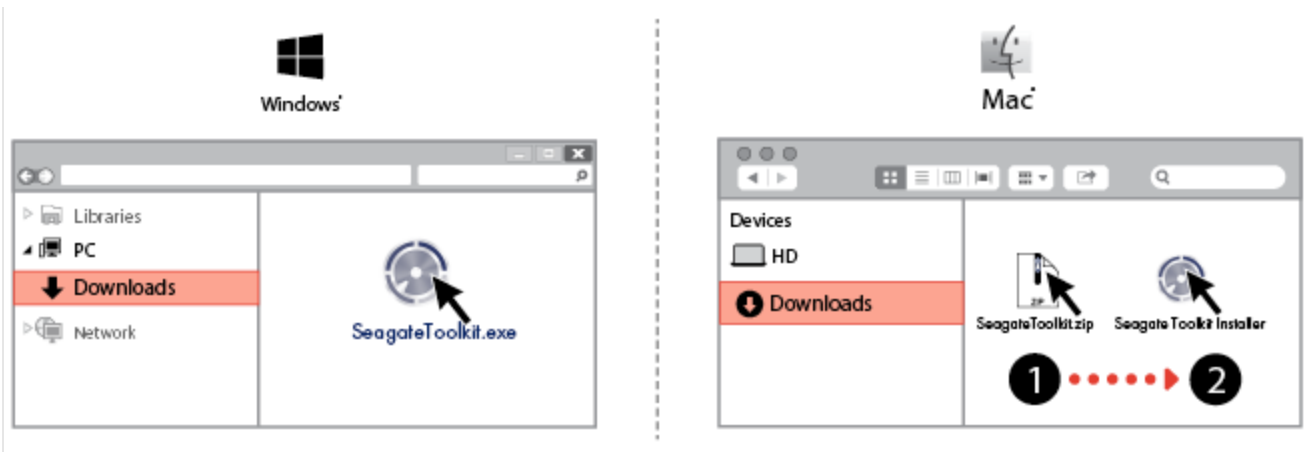 Windows®
Libraries
PC
Downloads
Network
SeagateToolkit.exe
Mac®
Devices
HD
Downloads
ZIP
SeagateToolkit.zip
Seagate Toolkit Installer
1
2